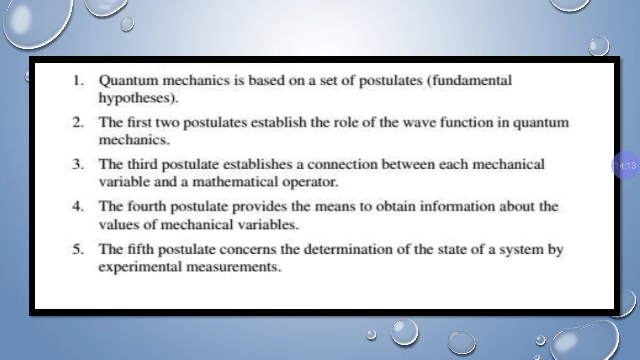 1. Quantum mechanics is based on a set of postulates (fundamental
hypotheses).
2. The first two postulates establish the role of the wave function in quantum
mechanics.
3. The third postulate establishes a connection between each mechanical
variable and a mathematical operator.
4. The fourth postulate provides the means to obtain information about the
values of mechanical variables.
5. The fifth postulate concerns the determination of the state of a system by
experimental measurements.
14:13